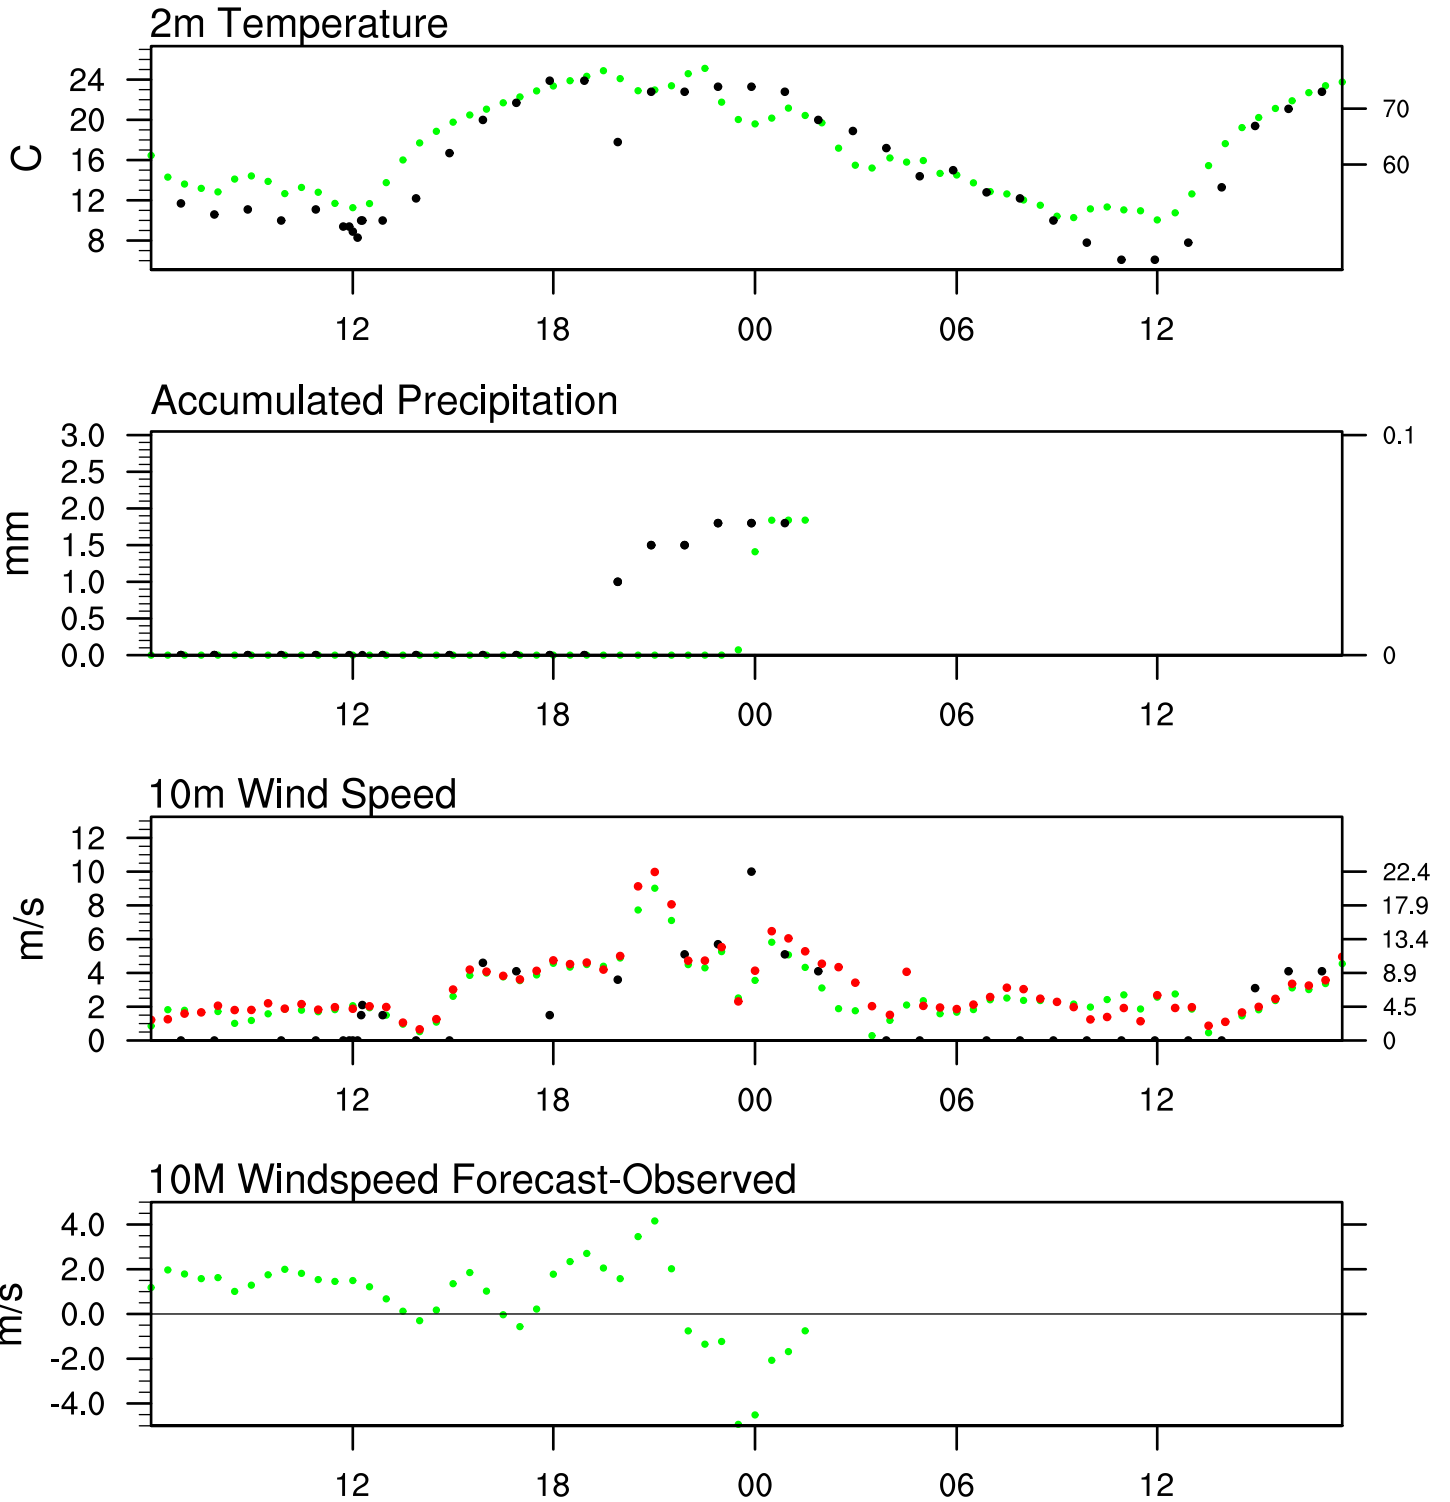 2m Temperature
24
20
16
12
8
C
70
60
12 18 00 06 12
Accumulated Precipitation
3.0
2.5
2.0
1.5
1.0
0.5
0.0
mm
0.1
0
12 18 00 06 12
10m Wind Speed
12
10
8
6
4
2
0
m/s
22.4
17.9
13.4
8.9
4.5
0
12 18 00 06 12
10M Windspeed Forecast-Observed
4.0
2.0
0.0
-2.0
-4.0
m/s
12 18 00 06 12